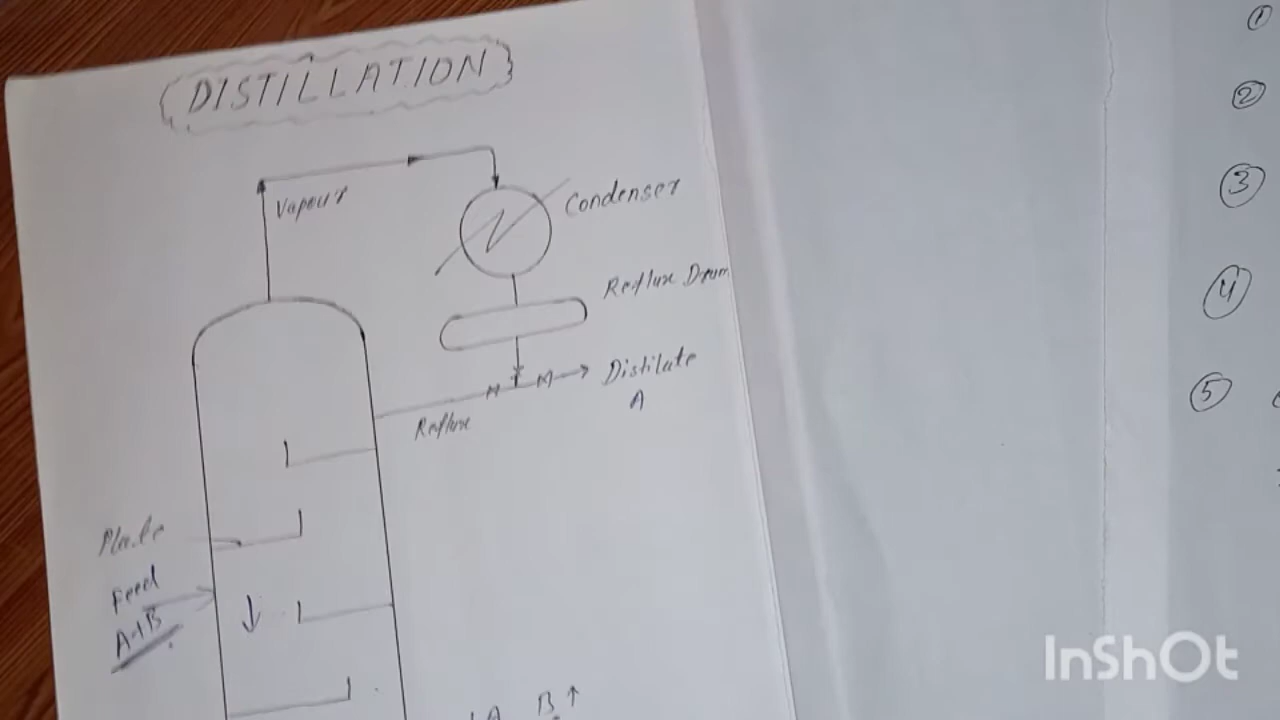 DISTILLATION
Vapour
Condenser
Reflux Drum
Distilate
A
Reflux
Plate
Feed
A+B
A B ↑
①
②
③
④
⑤
InShOt